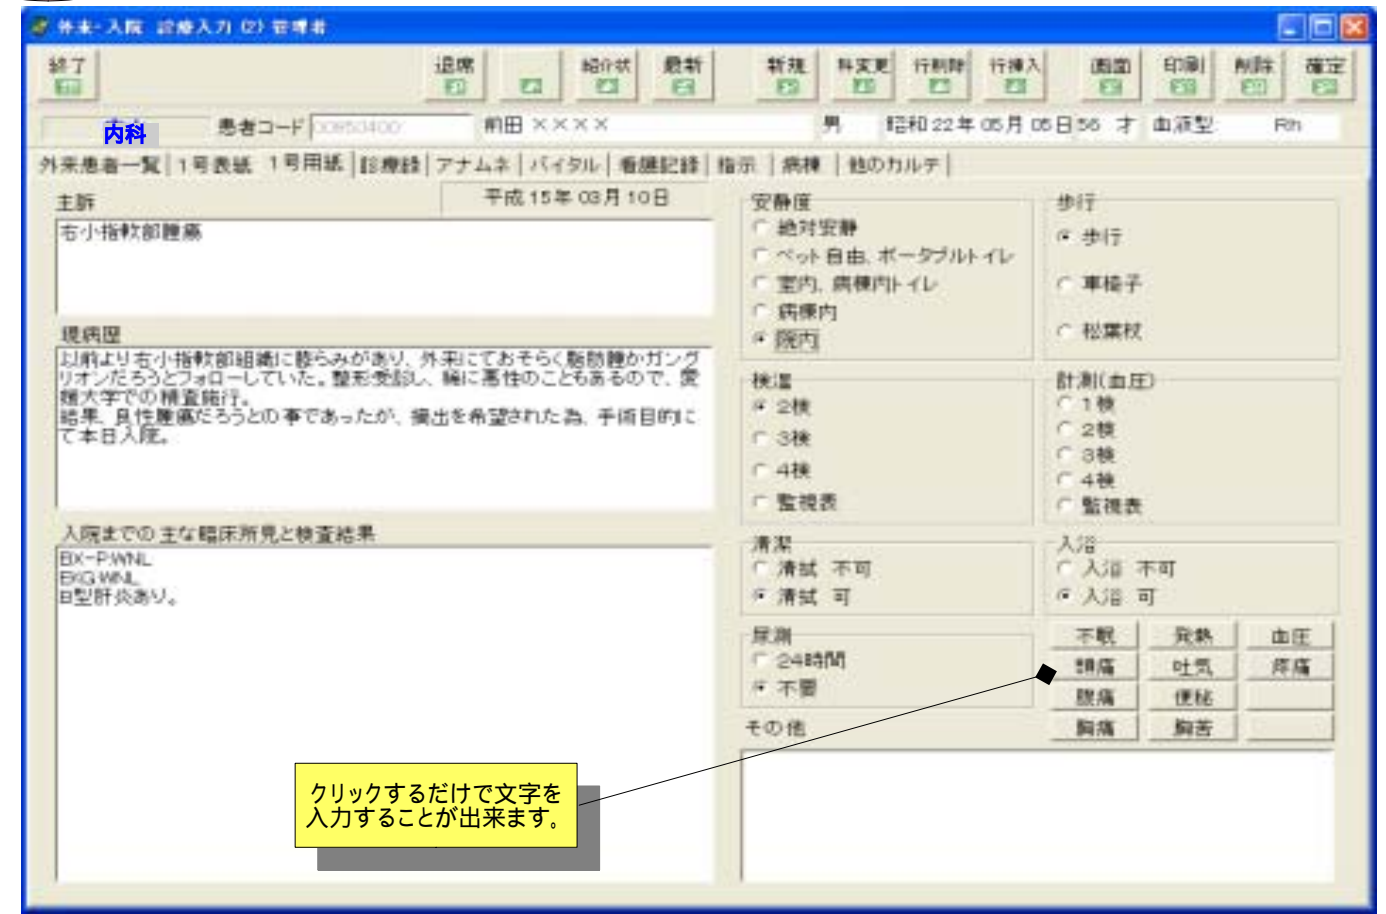 外来-入院 診療入力 (2) 管理者
終了 退席 紹介状 最新 新規 科変更 行削除 行挿入 画面 印刷 削除 確定
内科 患者コード 00950400 前田 ×××× 男 昭和 22年 05月 05日 56 才 血液型 Rh
外来患者一覧 1号表紙 1号用紙 診療録 アナムネ バイタル 看護記録 指示 病棟 他のカルテ
主訴 平成 15年 03月 10日
右小指軟部腫瘍
現病歴
以前より右小指軟部組織に膨らみがあり、外来にておそらく脂肪腫かガング
リオンだろうとフォローしていた。整形受診し、稀に悪性のこともあるので、愛
媛大学での精査施行。
結果、良性腫瘍だろうとの事であったが、摘出を希望された為、手術目的に
て本日入院。
入院までの主な臨床所見と検査結果
BX-P:WNL
EKG:WNL
B型肝炎あり。
安静度
絶対安静
ベット自由、ポータブルトイレ
室内、病棟内トイレ
病棟内
院内
歩行
歩行
車椅子
松葉杖
検温
2検
3検
4検
監視表
計測(血圧)
1検
2検
3検
4検
監視表
清潔
清拭 不可
清拭 可
入浴
入浴 不可
入浴 可
尿測
24時間
不要
不眠 発熱 血圧
頭痛 吐気 疼痛
腹痛 便秘
胸痛 胸苦
その他
クリックするだけで文字を
入力することが出来ます。